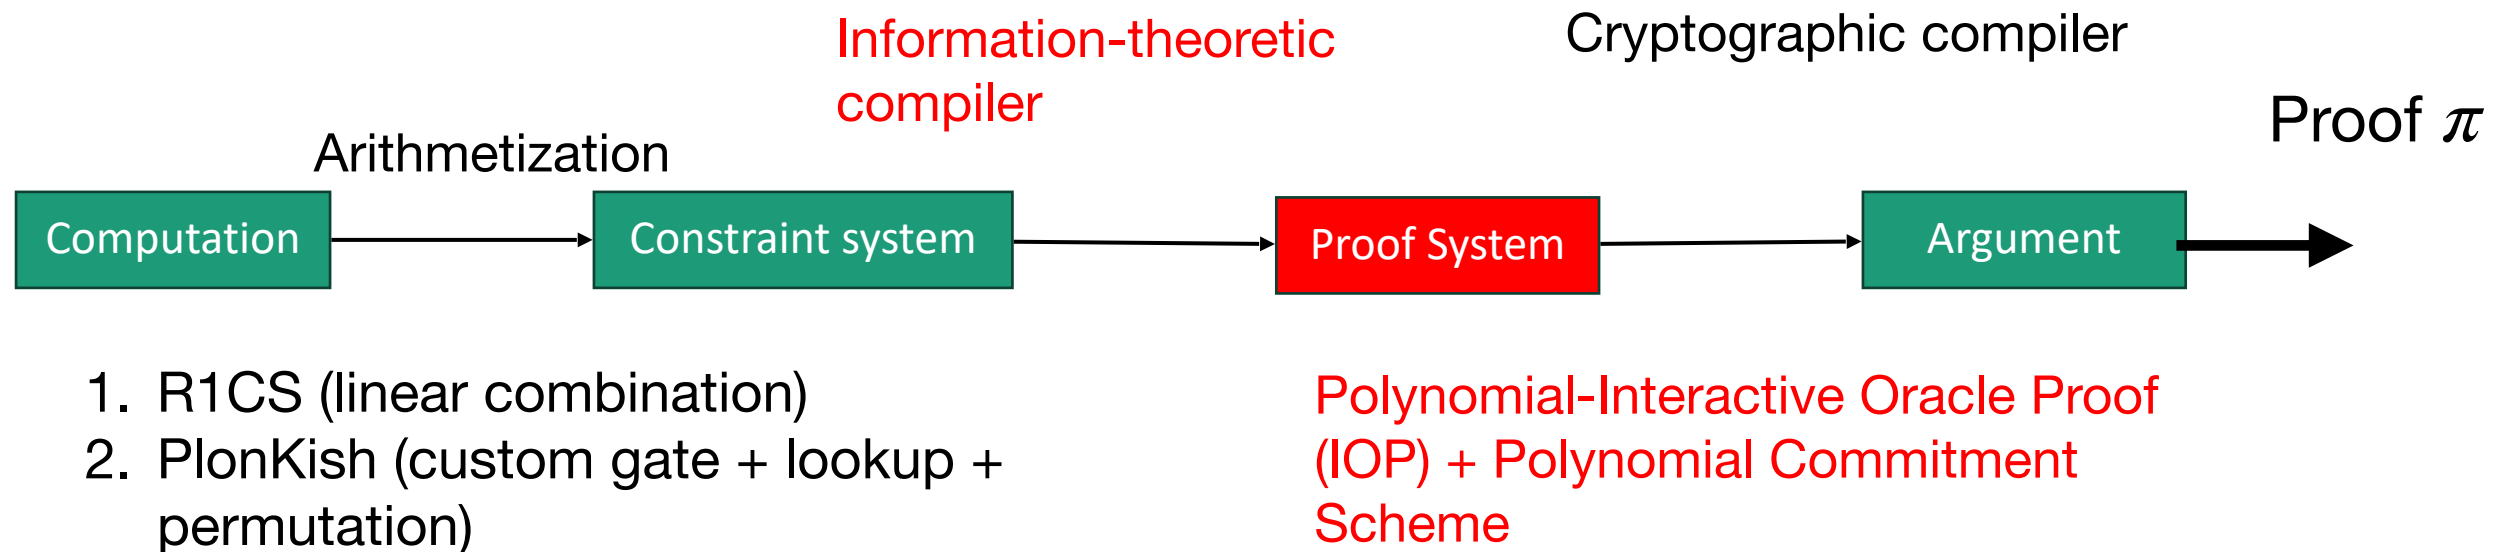 Information-theoretic
compiler
Cryptographic compiler
Proof π
Arithmetization
Computation
Constraint system
Proof System
Argument
1. R1CS (linear combination)
2. PlonKish (custom gate + lookup +
permutation)
Polynomial-Interactive Oracle Proof
(IOP) + Polynomial Commitment
Scheme